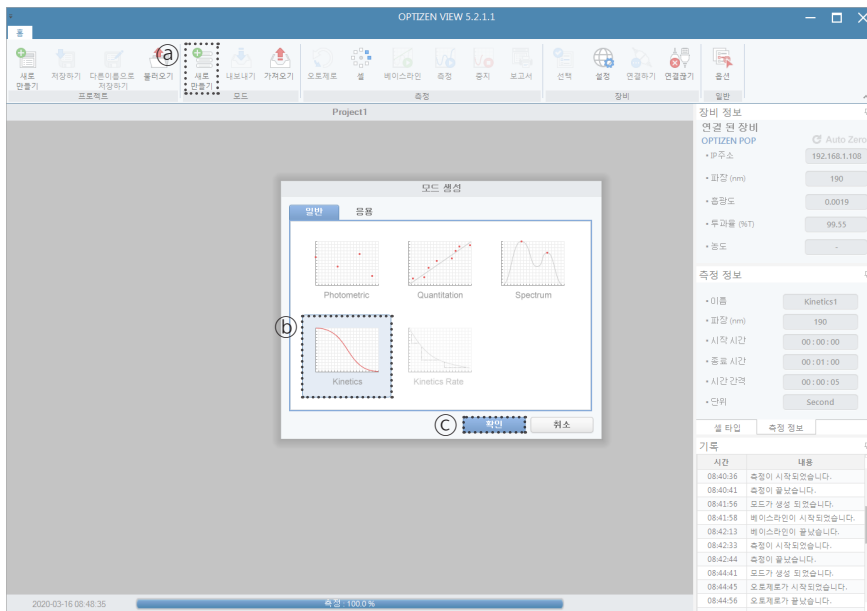 OPTIZEN VIEW 5.2.1.1
홈
새로 만들기
저장하기
다른이름으로 저장하기
불러오기
프로젝트
ⓐ
새로 만들기
내보내기
가져오기
모드
오토제로
셀
베이스라인
측정
중지
보고서
측정
선택
설정
연결하기
연결끊기
장비
옵션
일반
Project1
모드 생성
일반
응용
Photometric
Quantitation
Spectrum
ⓑ
Kinetics
Kinetics Rate
ⓒ
확인
취소
장비 정보
연결 된 장비
OPTIZEN POP
Auto Zero
• IP주소 192.168.1.108
• 파장 (nm) 190
• 흡광도 0.0019
• 투과율 (%T) 99.55
• 농도 -
측정 정보
• 이름 Kinetics1
• 파장 (nm) 190
• 시작 시간 00 : 00 : 00
• 종료 시간 00 : 01 : 00
• 시간 간격 00 : 00 : 05
• 단위 Second
셀 타입
측정 정보
기록
시간 내용
08:40:36 측정이 시작되었습니다.
08:40:41 측정이 끝났습니다.
08:41:56 모드가 생성 되었습니다.
08:41:58 베이스라인이 시작되었습니다.
08:42:13 베이스라인이 끝났습니다.
08:42:33 측정이 시작되었습니다.
08:42:44 측정이 끝났습니다.
08:44:41 모드가 생성 되었습니다.
08:44:45 오토제로가 시작되었습니다.
08:44:56 오토제로가 끝났습니다.
2020-03-16 08:48:35
측정 : 100.0 %